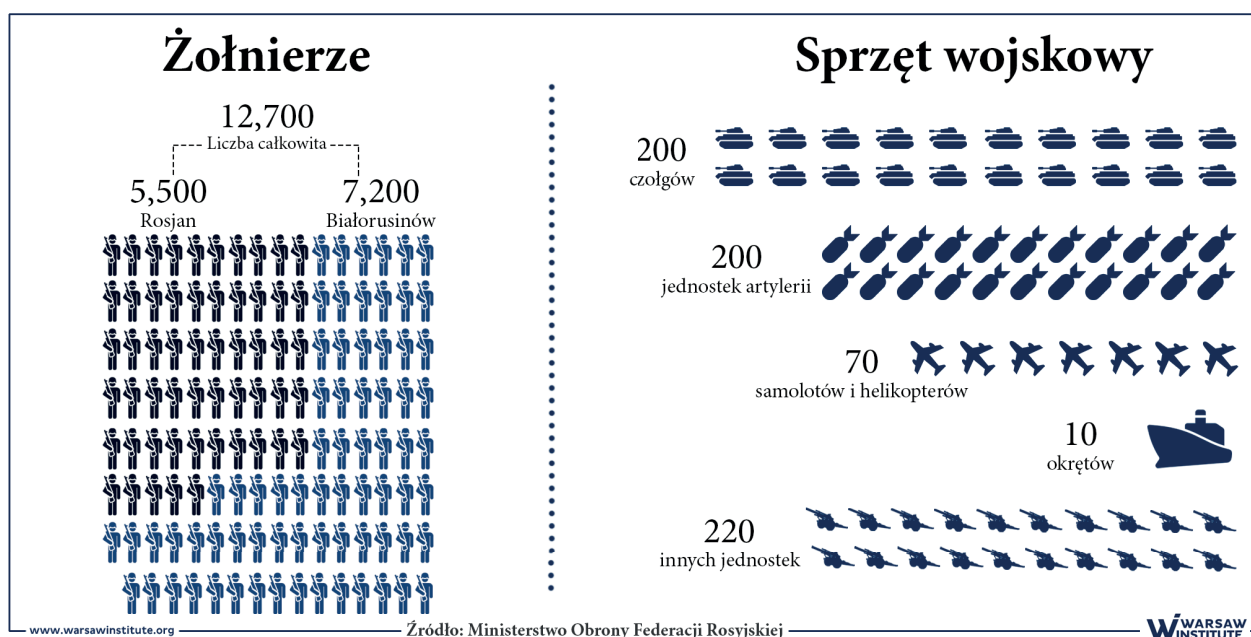 Żołnierze
12,700
Liczba całkowita
5,500
Rosjan
7,200
Białorusinów
Sprzęt wojskowy
200
czołgów
200
jednostek artylerii
70
samolotów i helikopterów
10
okrętów
220
innych jednostek
www.warsawinstitute.org
Źródło: Ministerstwo Obrony Federacji Rosyjskiej
WARSAW
INSTITUTE